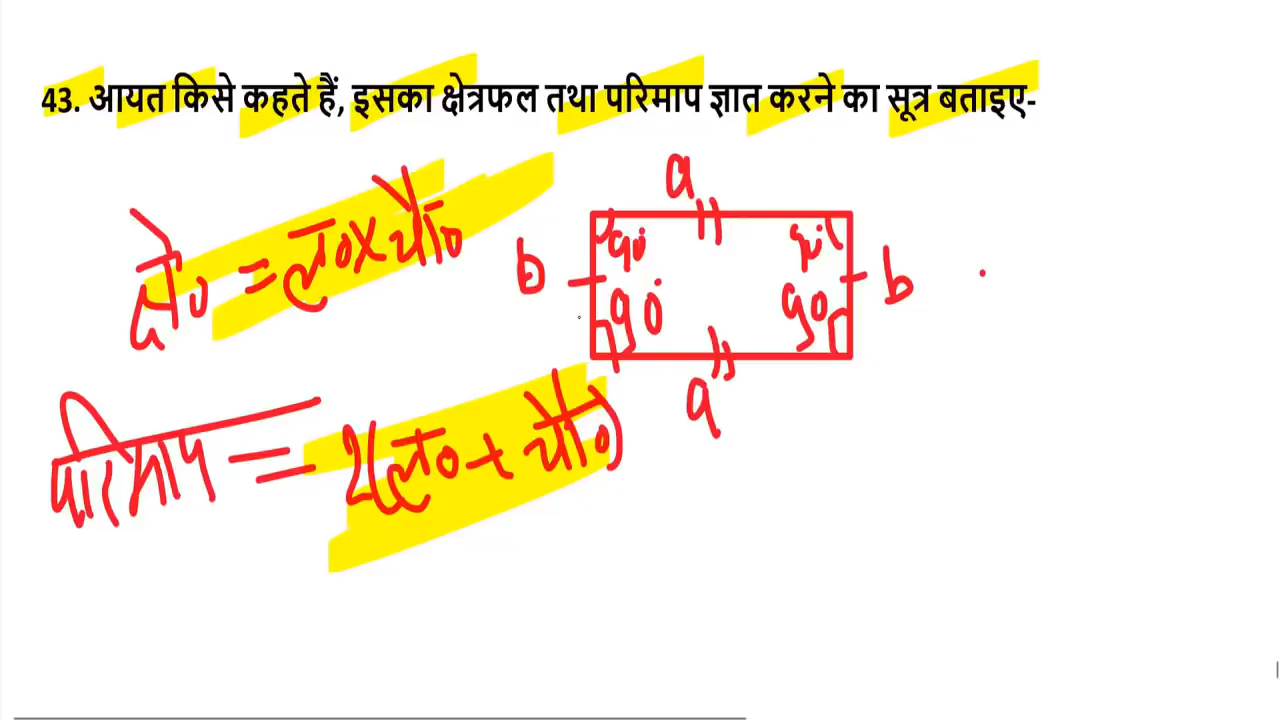 43. आयत किसे कहते हैं, इसका क्षेत्रफल तथा परिमाप ज्ञात करने का सूत्र बताइए-
a
क्षे० = ल०× चौ०
90° 90°
b b
90° 90
a
परिमाप = 2(ल० + चौ०)